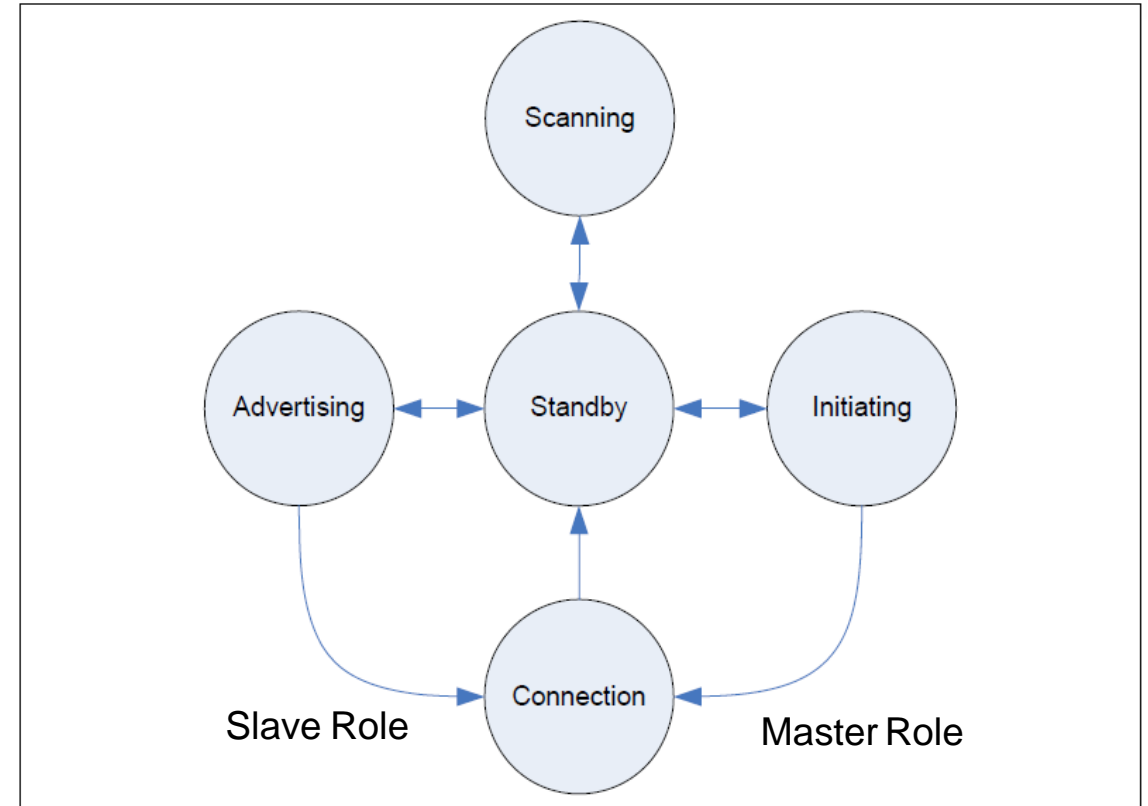 Scanning
Advertising
Standby
Initiating
Connection
Slave Role
Master Role